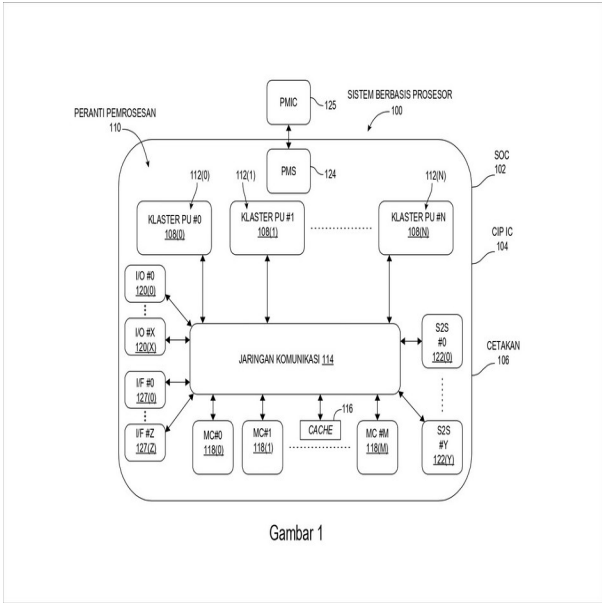 PMIC
125
SISTEM BERBASIS PROSESOR
100
PERANTI PEMROSESAN
110
PMS
124
SOC
102
112(0)
112(1)
112(N)
KLASTER PU #0
108(0)
KLASTER PU #1
108(1)
KLASTER PU #N
108(N)
CIP IC
104
I/O #0
120(0)
I/O #X
120(X)
JARINGAN KOMUNIKASI 114
S2S
#0
122(0)
CETAKAN
106
I/F #0
127(0)
I/F #Z
127(Z)
MC#0
118(0)
MC#1
118(1)
116
CACHE
MC #M
118(M)
S2S
#Y
122(Y)
Gambar 1